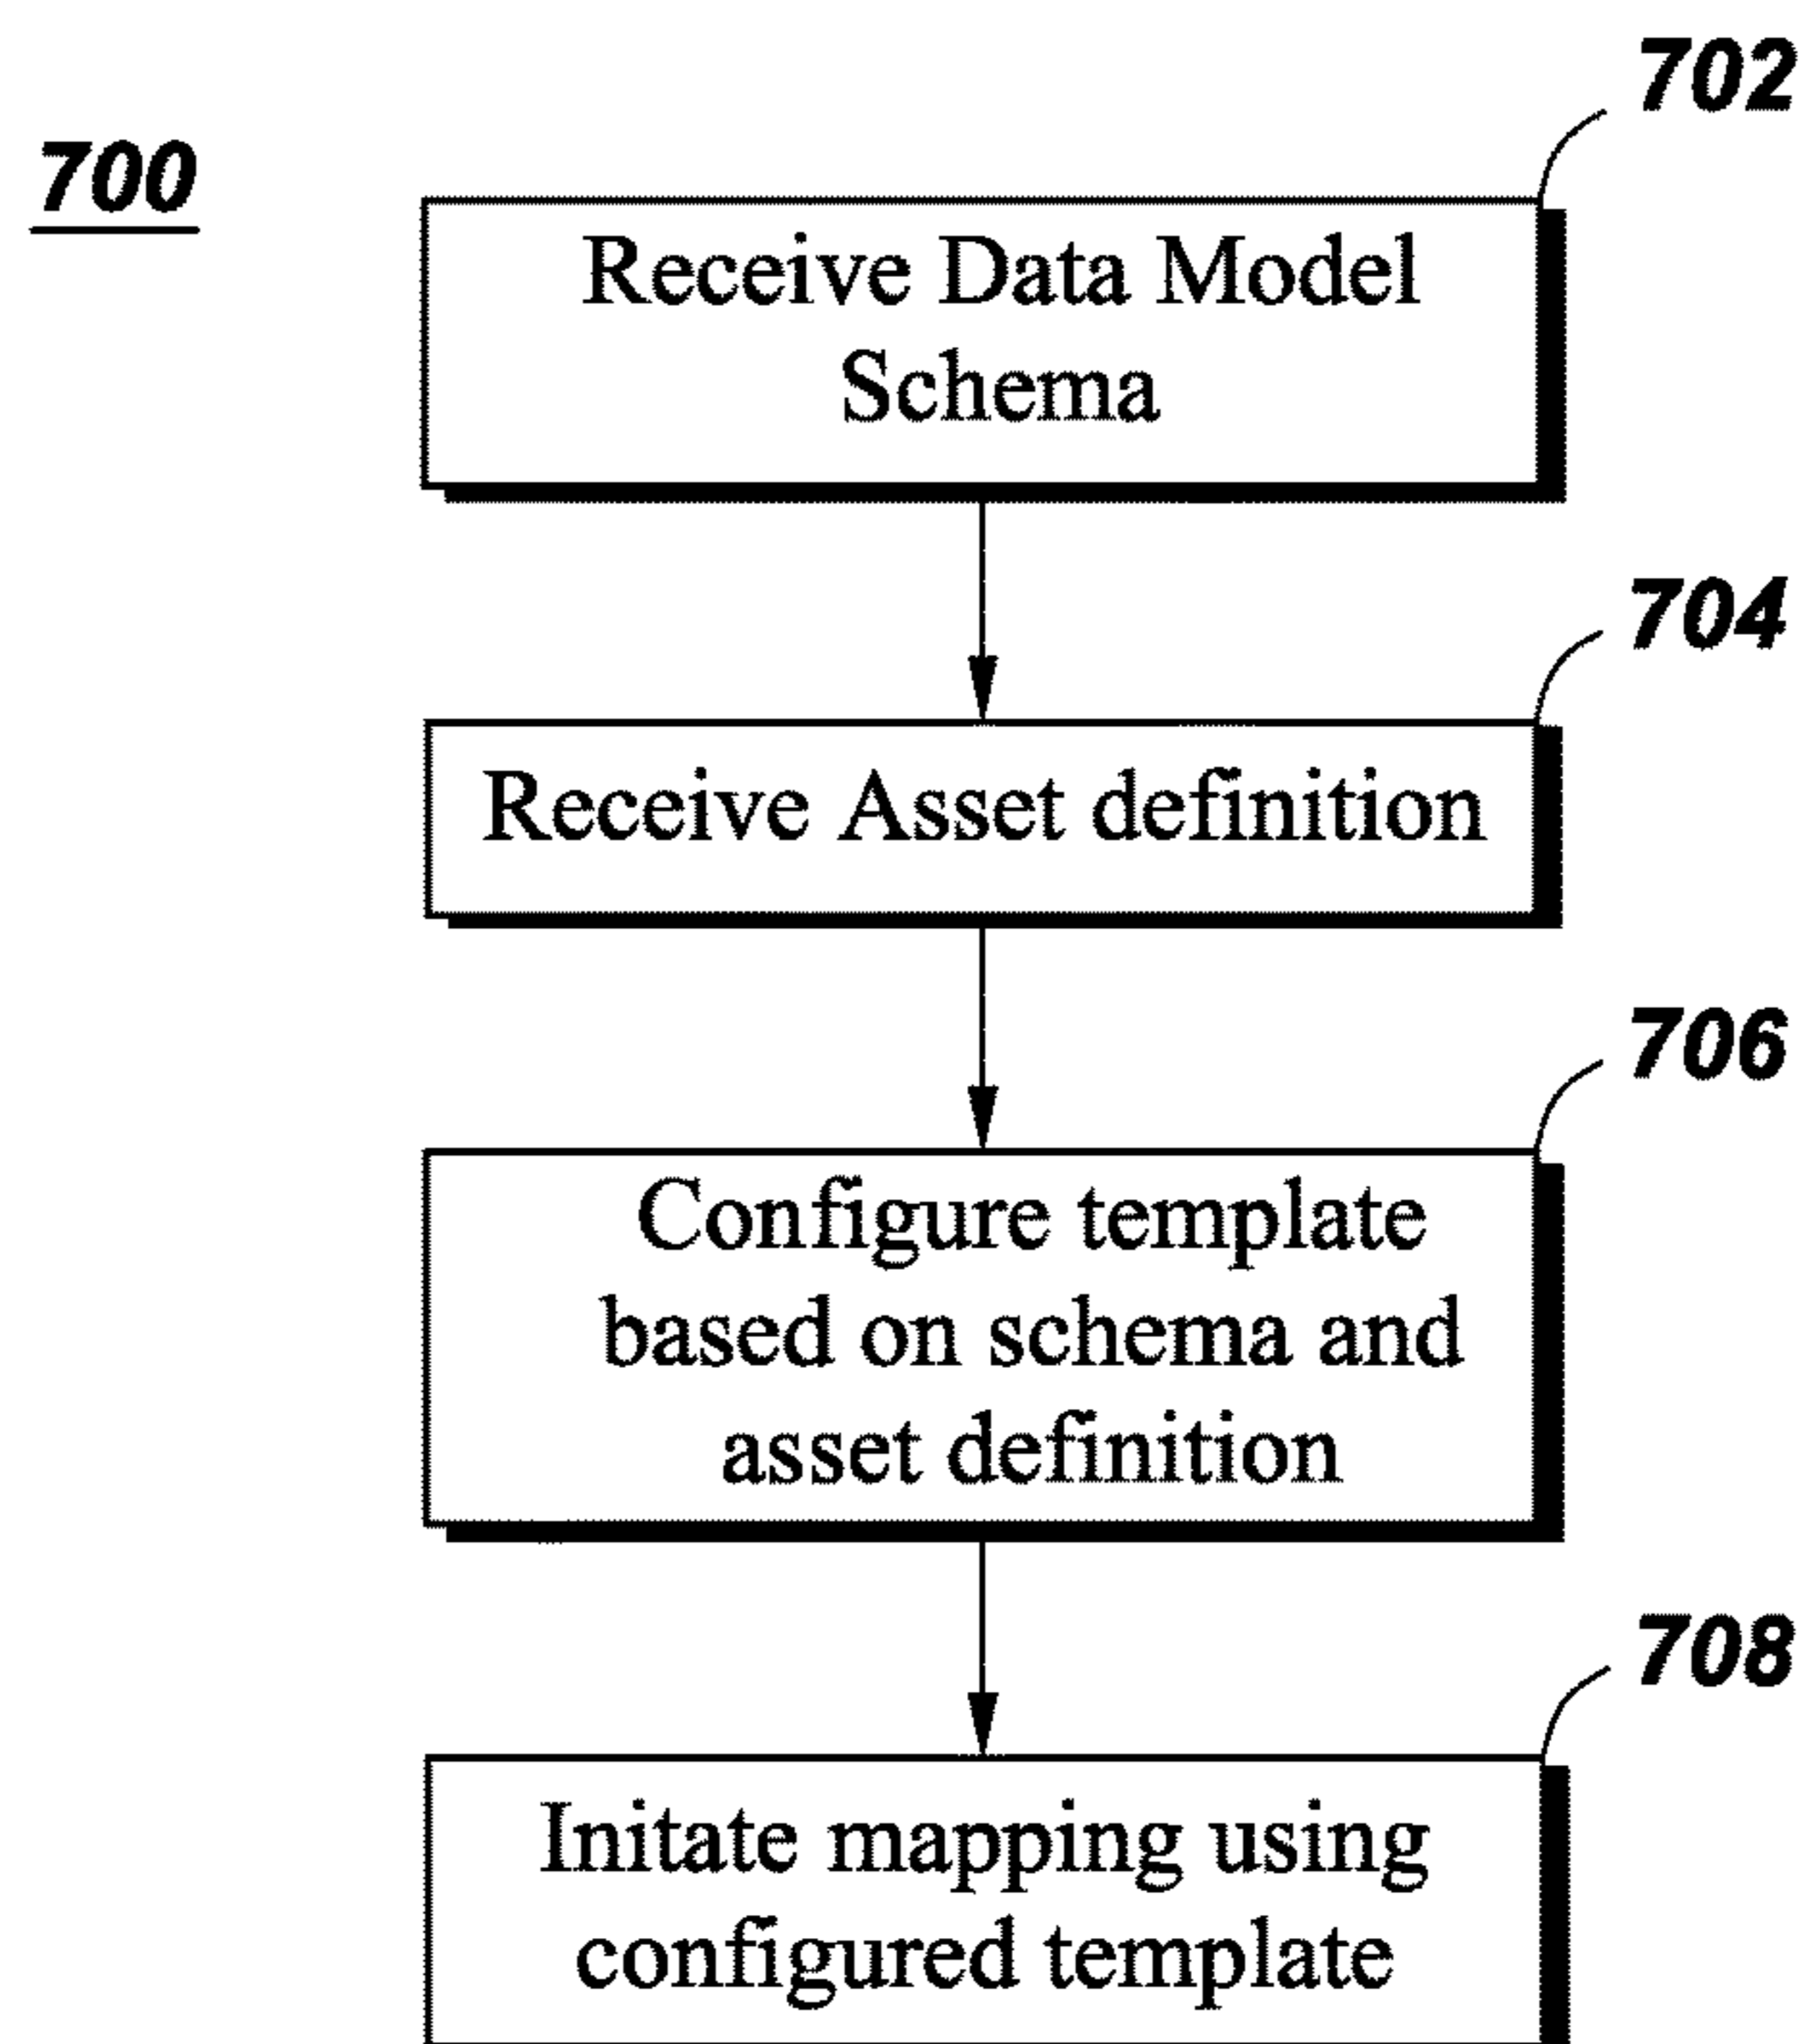 702
700
Receive Data Model
Schema
704
Receive Asset definition
706
Configure template
based on schema and
asset definition
708
Initate mapping using
configured template